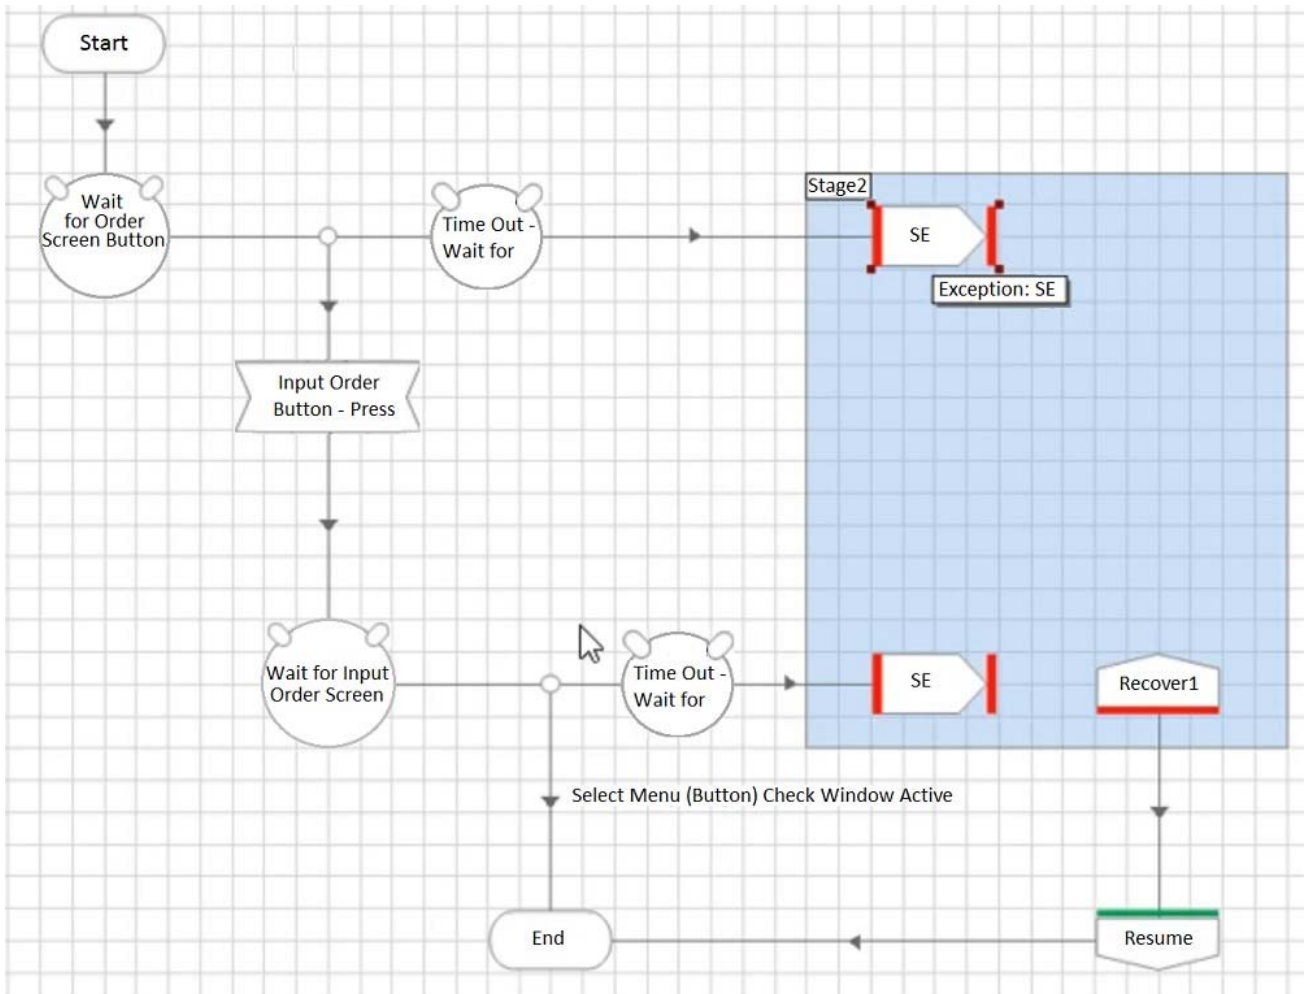 Start
Wait
for Order
Screen Button
Time Out -
Wait for
Stage2
SE
Exception: SE
Input Order
Button - Press
Wait for Input
Order Screen
Time Out -
Wait for
SE
Recover1
Select Menu (Button) Check Window Active
End
Resume